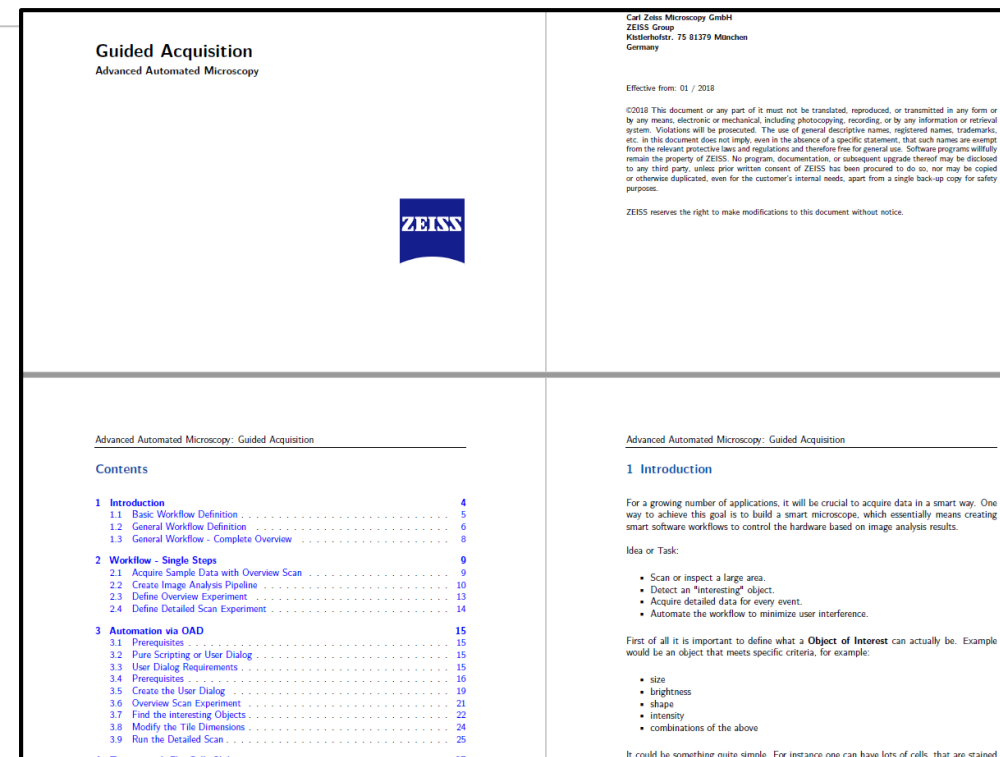 Guided Acquisition
Advanced Automated Microscopy
ZEISS
Carl Zeiss Microscopy GmbH
ZEISS Group
Kistlerhofstr. 75 81379 München
Germany
Effective from: 01 / 2018
©2018 This document or any part of it must not be translated, reproduced, or transmitted in any form or
by any means, electronic or mechanical, including photocopying, recording, or by any information or retrieval
system. Violations will be prosecuted. The use of general descriptive names, registered names, trademarks,
etc. in this document does not imply, even in the absence of a specific statement, that such names are exempt
from the relevant protective laws and regulations and therefore free for general use. Software programs willfully
remain the property of ZEISS. No program, documentation, or subsequent upgrade thereof may be disclosed
to any third party, unless prior written consent of ZEISS has been procured to do so, nor may be copied
or otherwise duplicated, even for the customer's internal needs, apart from a single back-up copy for safety
purposes.
ZEISS reserves the right to make modifications to this document without notice.
Advanced Automated Microscopy: Guided Acquisition
Contents
1 Introduction 4
1.1 Basic Workflow Definition . . . . . . . . . . . . . . . . . . . . . . . . . . . . 5
1.2 General Workflow Definition . . . . . . . . . . . . . . . . . . . . . . . . . . 6
1.3 General Workflow - Complete Overview . . . . . . . . . . . . . . . . . . . . 8
2 Workflow - Single Steps 9
2.1 Acquire Sample Data with Overview Scan . . . . . . . . . . . . . . . . . . . 9
2.2 Create Image Analysis Pipeline . . . . . . . . . . . . . . . . . . . . . . . . . 10
2.3 Define Overview Experiment . . . . . . . . . . . . . . . . . . . . . . . . . . 13
2.4 Define Detailed Scan Experiment . . . . . . . . . . . . . . . . . . . . . . . . 14
3 Automation via OAD 15
3.1 Prerequisites . . . . . . . . . . . . . . . . . . . . . . . . . . . . . . . . . . . 15
3.2 Pure Scripting or User Dialog . . . . . . . . . . . . . . . . . . . . . . . . . . 15
3.3 User Dialog Requirements . . . . . . . . . . . . . . . . . . . . . . . . . . . . 15
3.4 Prerequisites . . . . . . . . . . . . . . . . . . . . . . . . . . . . . . . . . . . 16
3.5 Create the User Dialog . . . . . . . . . . . . . . . . . . . . . . . . . . . . . 19
3.6 Overview Scan Experiment . . . . . . . . . . . . . . . . . . . . . . . . . . . 21
3.7 Find the interesting Objects . . . . . . . . . . . . . . . . . . . . . . . . . . . 22
3.8 Modify the Tile Dimensions . . . . . . . . . . . . . . . . . . . . . . . . . . . 24
3.9 Run the Detailed Scan . . . . . . . . . . . . . . . . . . . . . . . . . . . . . . 25
Advanced Automated Microscopy: Guided Acquisition
1 Introduction
For a growing number of applications, it will be crucial to acquire data in a smart way. One
way to achieve this goal is to build a smart microscope, which essentially means creating
smart software workflows to control the hardware based on image analysis results.
Idea or Task:
▪ Scan or inspect a large area.
▪ Detect an "interesting" object.
▪ Acquire detailed data for every event.
▪ Automate the workflow to minimize user interference.
First of all it is important to define what a Object of Interest can actually be. Example
would be an object that meets specific criteria, for example:
▪ size
▪ brightness
▪ shape
▪ intensity
▪ combinations of the above
It could be something quite simple. For instance one can have lots of cells, that are stained